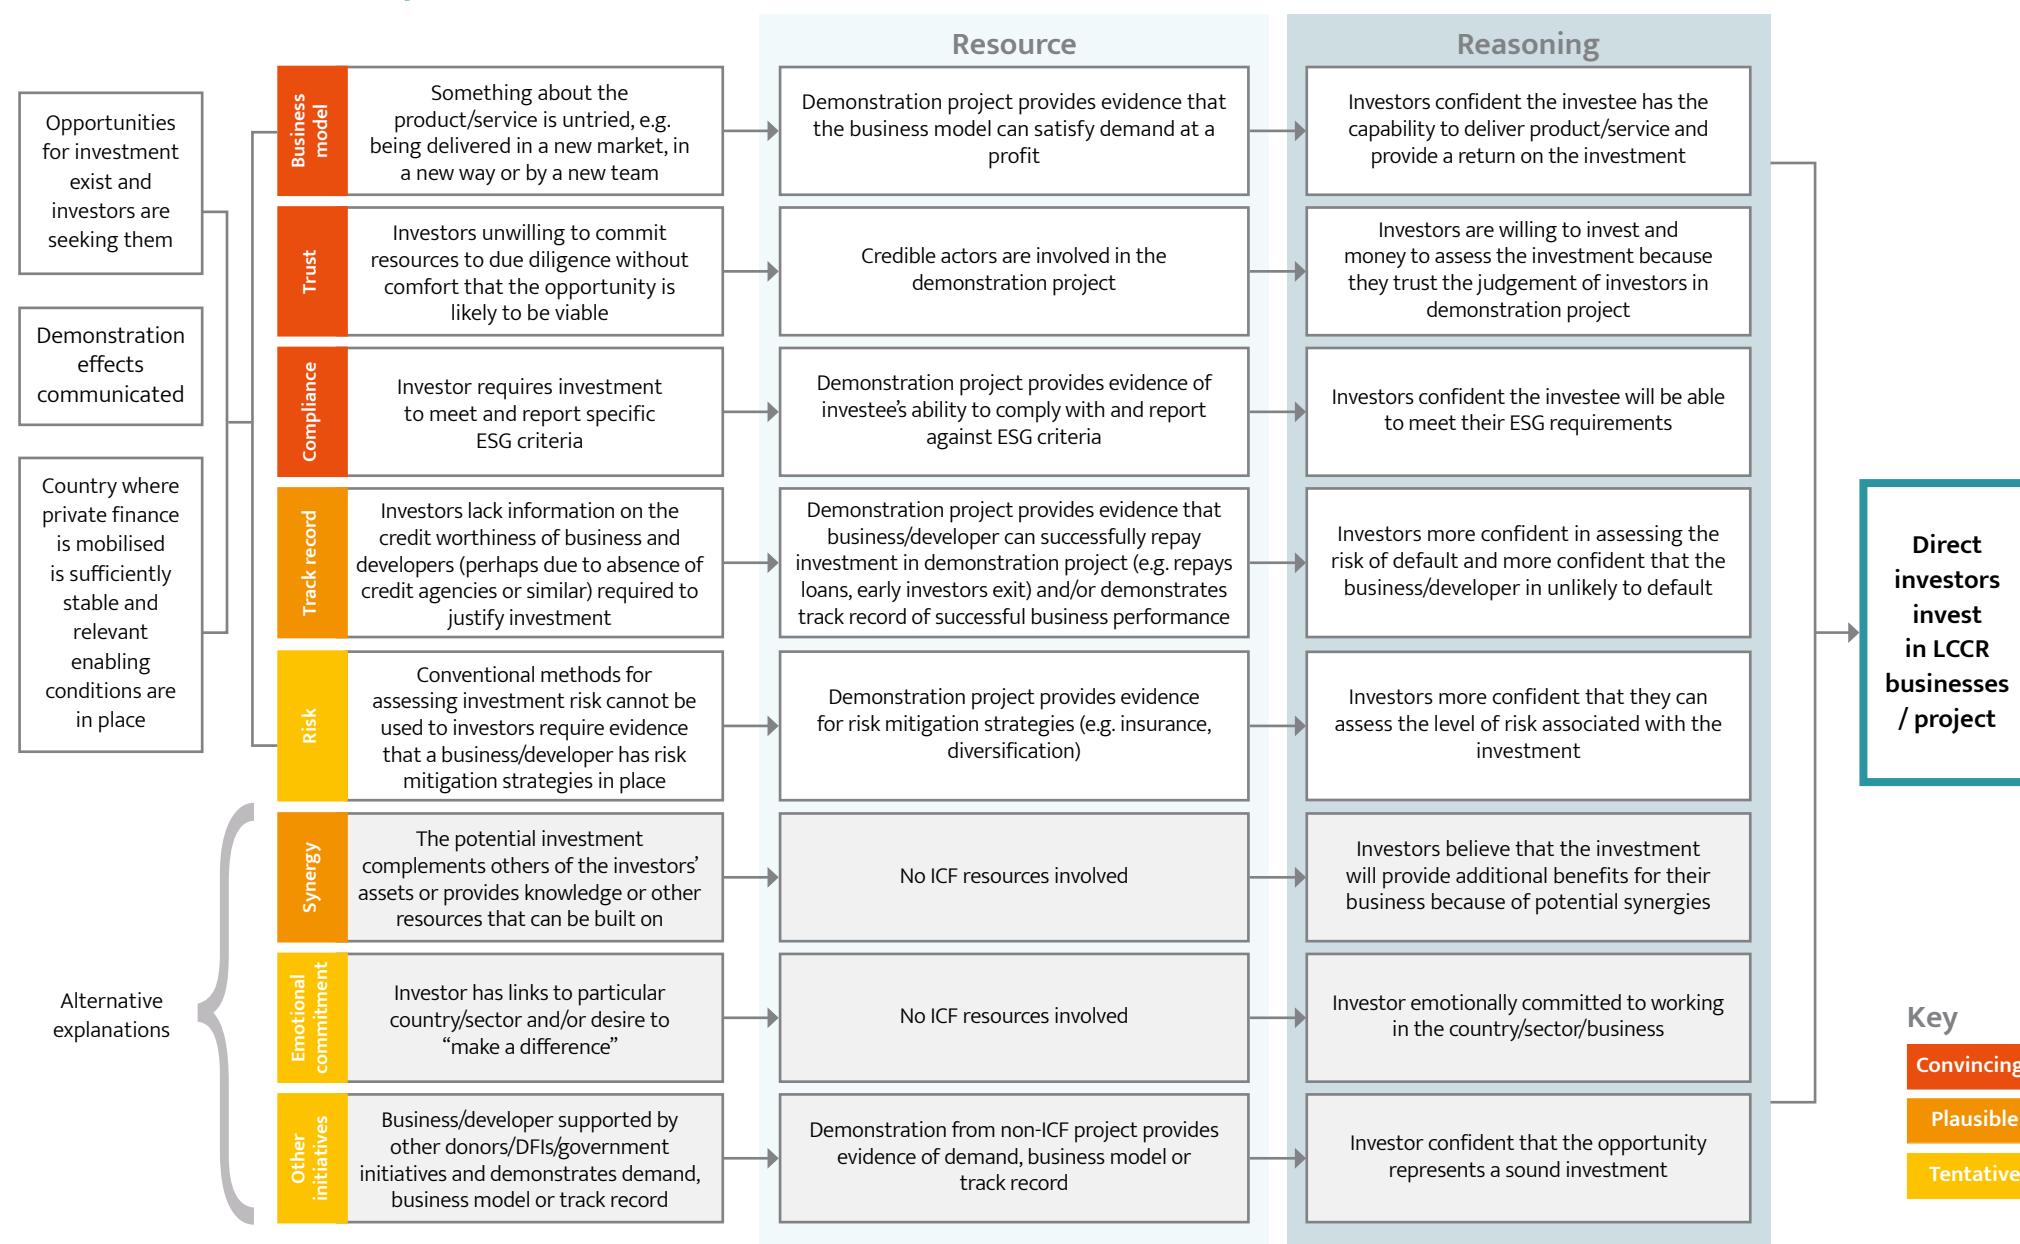 Resource
Reasoning
Opportunities
for investment
exist and
investors are
seeking them
Demonstration
effects
communicated
Country where
private finance
is mobilised
is sufficiently
stable and
relevant
enabling
conditions are
in place
Business
model
Something about the
product/service is untried, e.g.
being delivered in a new market, in
a new way or by a new team
Demonstration project provides evidence that
the business model can satisfy demand at a
profit
Investors confident the investee has the
capability to deliver product/service and
provide a return on the investment
Trust
Investors unwilling to commit
resources to due diligence without
comfort that the opportunity is
likely to be viable
Credible actors are involved in the
demonstration project
Investors are willing to invest and
money to assess the investment because
they trust the judgement of investors in
demonstration project
Compliance
Investor requires investment
to meet and report specific
ESG criteria
Demonstration project provides evidence of
investee's ability to comply with and report
against ESG criteria
Investors confident the investee will be able
to meet their ESG requirements
Track record
Investors lack information on the
credit worthiness of business and
developers (perhaps due to absence of
credit agencies or similar) required to
justify investment
Demonstration project provides evidence that
business/developer can successfully repay
investment in demonstration project (e.g. repays
loans, early investors exit) and/or demonstrates
track record of successful business performance
Investors more confident in assessing the
risk of default and more confident that the
business/developer in unlikely to default
Risk
Conventional methods for
assessing investment risk cannot be
used to investors require evidence
that a business/developer has risk
mitigation strategies in place
Demonstration project provides evidence
for risk mitigation strategies (e.g. insurance,
diversification)
Investors more confident that they can
assess the level of risk associated with the
investment
Alternative
explanations
Synergy
The potential investment
complements others of the investors'
assets or provides knowledge or other
resources that can be built on
No ICF resources involved
Investors believe that the investment
will provide additional benefits for their
business because of potential synergies
Emotional
commitment
Investor has links to particular
country/sector and/or desire to
“make a difference”
No ICF resources involved
Investor emotionally committed to working
in the country/sector/business
Other
initiatives
Business/developer supported by
other donors/DFIs/government
initiatives and demonstrates demand,
business model or track record
Demonstration from non-ICF project provides
evidence of demand, business model or
track record
Investor confident that the opportunity
represents a sound investment
Direct
investors
invest
in LCCR
businesses
/ project
Key
Convincing
Plausible
Tentative